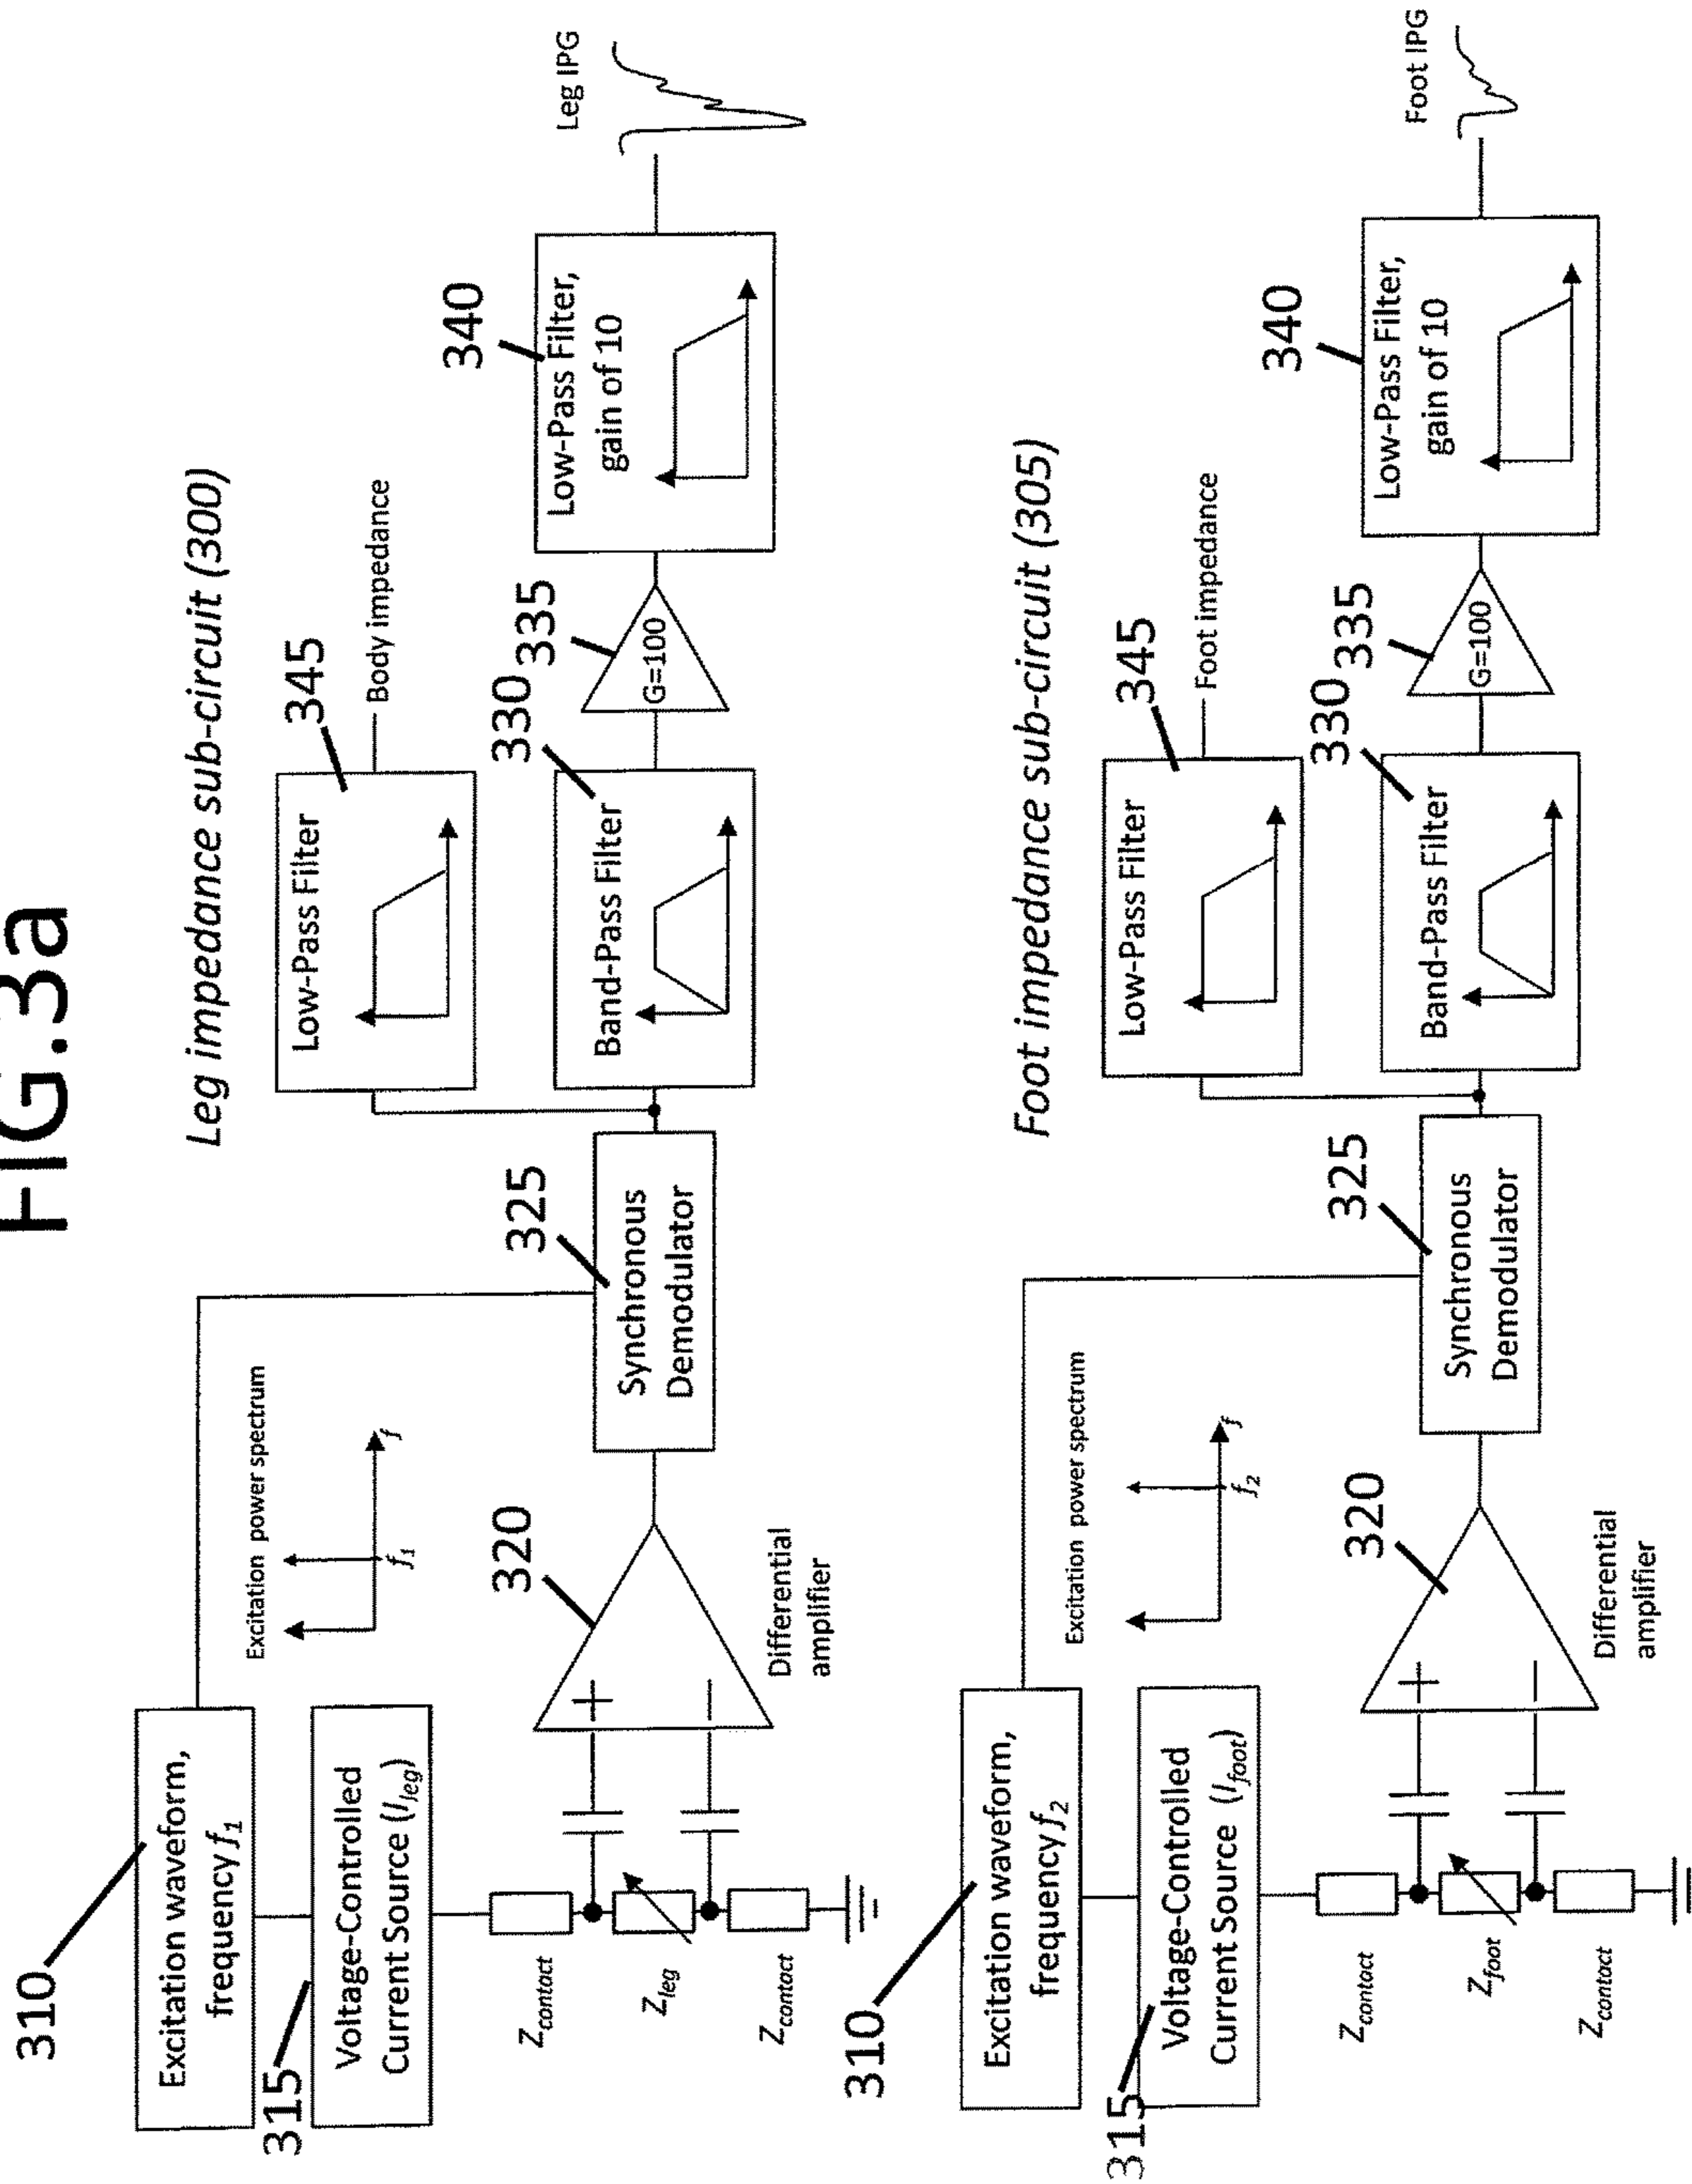 FIG.3a
Leg impedance sub-circuit (300)
310
Excitation waveform,
frequency f1
315
Voltage-Controlled
Current Source (Ileg)
Excitation power spectrum
f
f1
Zcontact
Zleg
Zcontact
+
−
320
Differential
amplifier
325
Synchronous
Demodulator
345
Low-Pass Filter
Body impedance
330
Band-Pass Filter
335
G=100
340
Low-Pass Filter,
gain of 10
Leg IPG
Foot impedance sub-circuit (305)
310
Excitation waveform,
frequency f2
315
Voltage-Controlled
Current Source (Ifoot)
Excitation power spectrum
f
f2
Zcontact
Zfoot
Zcontact
+
−
320
Differential
amplifier
325
Synchronous
Demodulator
345
Low-Pass Filter
Foot impedance
330
Band-Pass Filter
335
G=100
340
Low-Pass Filter,
gain of 10
Foot IPG